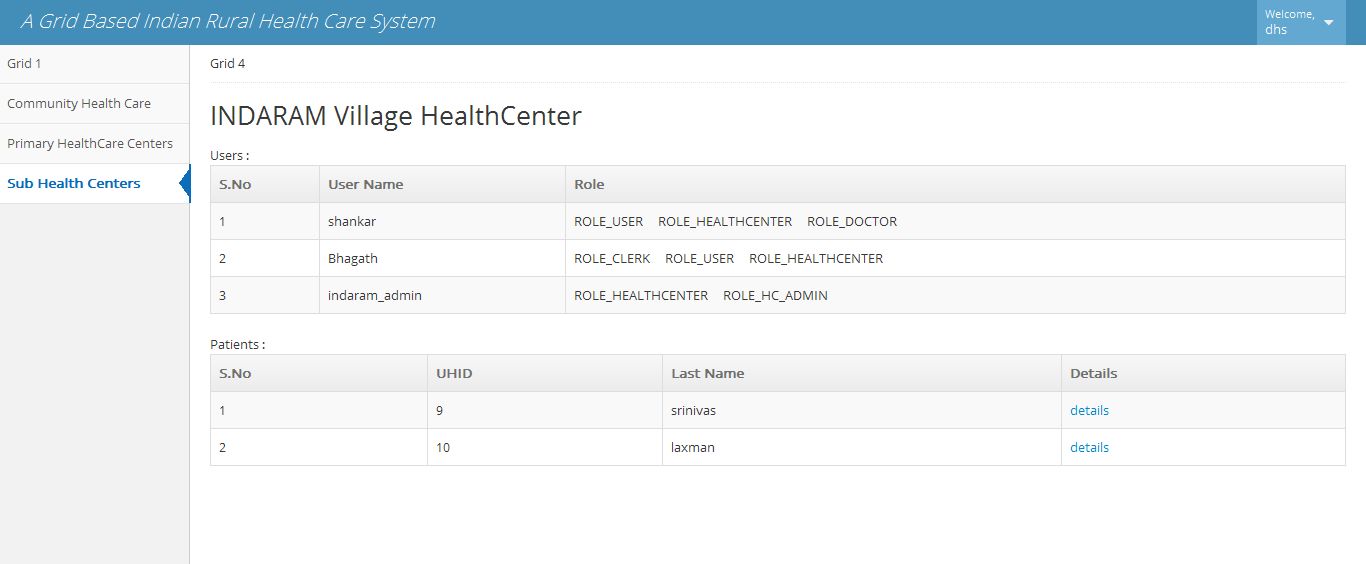 A Grid Based Indian Rural Health Care System
Welcome,
dhs
Grid 1
Community Health Care
Primary HealthCare Centers
Sub Health Centers
Grid 4
INDARAM Village HealthCenter
Users :
S.No User Name Role
1 shankar ROLE_USER ROLE_HEALTHCENTER ROLE_DOCTOR
2 Bhagath ROLE_CLERK ROLE_USER ROLE_HEALTHCENTER
3 indaram_admin ROLE_HEALTHCENTER ROLE_HC_ADMIN
Patients :
S.No UHID Last Name Details
1 9 srinivas details
2 10 laxman details